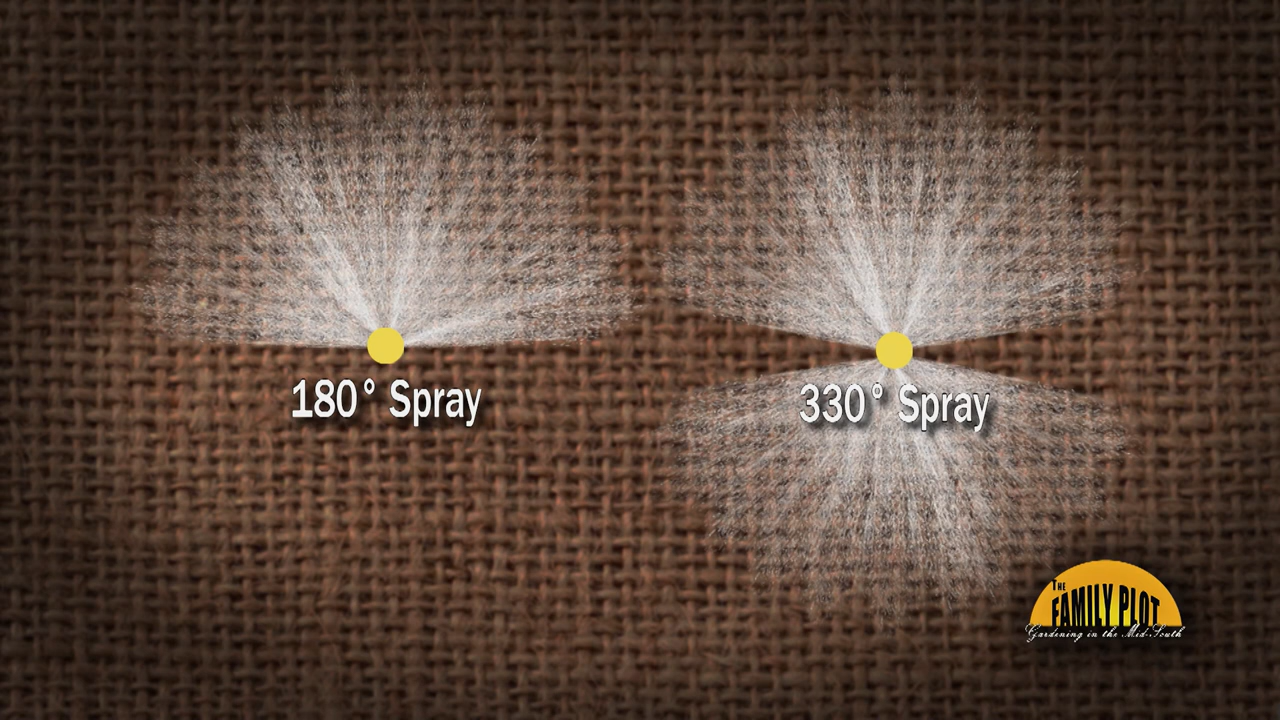 180° Spray
330° Spray
THE
FAMILY PLOT
Gardening in the Mid-South